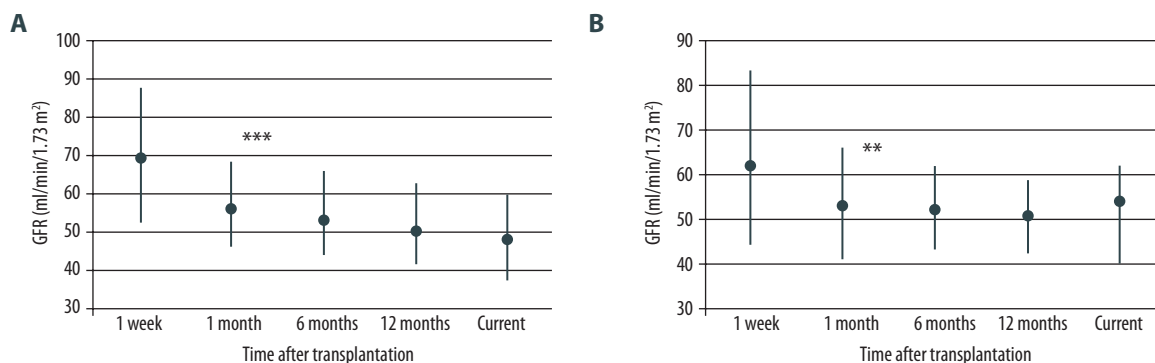 A
100
90
80
70
60
50
40
30
GFR (ml/min/1.73 m²)
***
1 week
1 month
6 months
12 months
Current
Time after transplantation
B
90
80
70
60
50
40
30
GFR (ml/min/1.73 m²)
**
1 week
1 month
6 months
12 months
Current
Time after transplantation